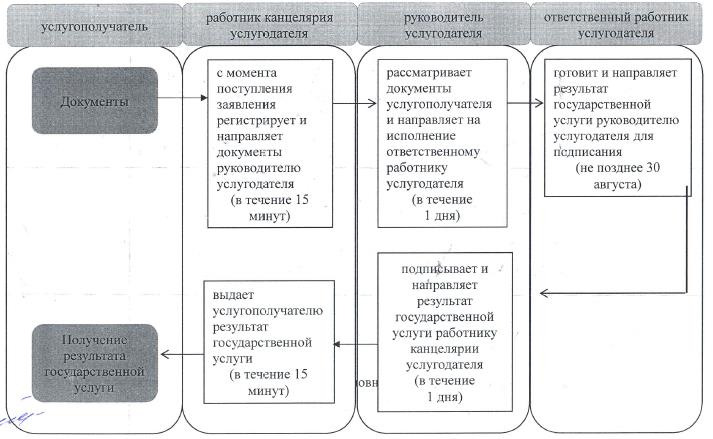 услугополучатель
работник канцелярия
услугодателя
руководитель
услугодателя
ответственный работник
услугодателя
Документы
с момента
поступления
заявления
регистрирует и
направляет
документы
руководителю
услугодателя
(в течение 15
минут)
рассматривает
документы
услугополучателя
и направляет на
исполнение
ответственному
работнику
услугодателя
(в течение
1 дня)
готовит и направляет
результат
государственной
услуги руководителю
услугодателя для
подписания
(не позднее 30
августа)
подписывает и
направляет
результат
государственной
услуги работнику
канцелярии
услугодателя
(в течение
1 дня)
выдает
услугополучателю
результат
государственной
услуги
(в течение 15
минут)
Получение
результата
государственной
услуги